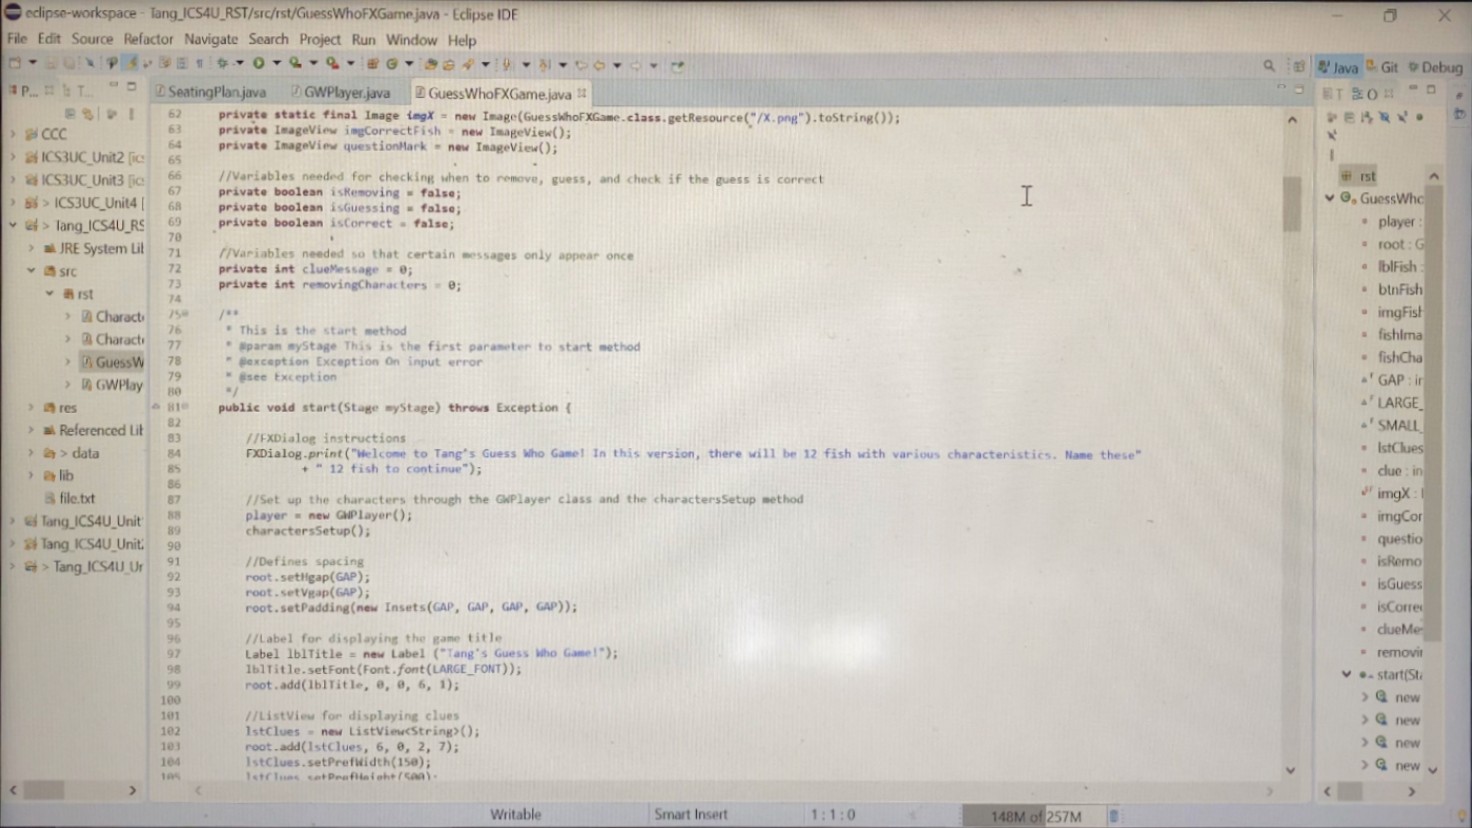 eclipse-workspace - Tang_ICS4U_RST/src/rst/GuessWhoFXGame.java - Eclipse IDE
File Edit Source Refactor Navigate Search Project Run Window Help
Java Git Debug
P... T...
SeatingPlan.java GWPlayer.java GuessWhoFXGame.java
CCC
ICS3UC_Unit2 [ics
ICS3UC_Unit3 [ics
> ICS3UC_Unit4 [
> Tang_ICS4U_RS
JRE System Lib
src
rst
Charact
Charact
GuessW
GWPlay
res
Referenced Lib
> data
lib
file.txt
Tang_ICS4U_Unit
Tang_ICS4U_Unit
> Tang_ICS4U_Ur
62 private static final Image imgX = new Image(GuessWhoFXGame.class.getResource("/X.png").toString());
63 private ImageView imgCorrectFish = new ImageView();
64 private ImageView questionMark = new ImageView();
65
66 //Variables needed for checking when to remove, guess, and check if the guess is correct
67 private boolean isRemoving = false;
68 private boolean isGuessing = false;
69 private boolean isCorrect = false;
70
71 //Variables needed so that certain messages only appear once
72 private int clueMessage = 0;
73 private int removingCharacters = 0;
74
75 /**
76 * This is the start method
77 * @param myStage This is the first parameter to start method
78 * @exception Exception On input error
79 * @see Exception
80 */
81 public void start(Stage myStage) throws Exception {
82
83 //FXDialog instructions
84 FXDialog.print("Welcome to Tang's Guess Who Game! In this version, there will be 12 fish with various characteristics. Name these"
85 + " 12 fish to continue");
86
87 //Set up the characters through the GWPlayer class and the charactersSetup method
88 player = new GWPlayer();
89 charactersSetup();
90
91 //Defines spacing
92 root.setHgap(GAP);
93 root.setVgap(GAP);
94 root.setPadding(new Insets(GAP, GAP, GAP, GAP));
95
96 //Label for displaying the game title
97 Label lblTitle = new Label ("Tang's Guess Who Game!");
98 lblTitle.setFont(Font.font(LARGE_FONT));
99 root.add(lblTitle, 0, 0, 6, 1);
100
101 //ListView for displaying clues
102 lstClues = new ListView<String>();
103 root.add(lstClues, 6, 0, 2, 7);
104 lstClues.setPrefWidth(150);
105 lstClues.setPrefHeight(500);
rst
GuessWho
player :
root : G
lblFish :
btnFish
imgFish
fishIma
fishCha
GAP : in
LARGE_
SMALL_
lstClues
clue : in
imgX : I
imgCor
questio
isRemo
isGuess
isCorre
clueMe
removin
start(Sta
new
new
new
new
Writable Smart Insert 1 : 1 : 0 148M of 257M